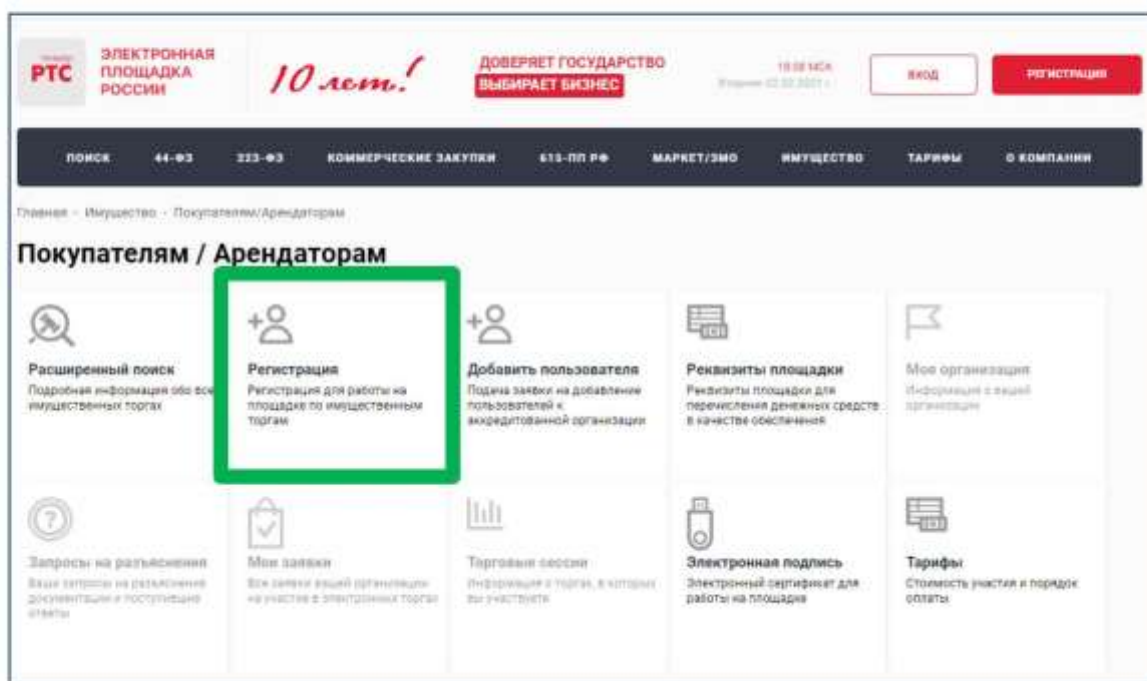 РТС
ЭЛЕКТРОННАЯ
ПЛОЩАДКА
РОССИИ
10 лет!
ДОВЕРЯЕТ ГОСУДАРСТВО
ВЫБИРАЕТ БИЗНЕС
ВХОД
РЕГИСТРАЦИЯ
ПОИСК 44-ФЗ 223-ФЗ КОММЕРЧЕСКИЕ ЗАКУПКИ 615-ПП РФ МАРКЕТ/ЗМО ИМУЩЕСТВО ТАРИФЫ О КОМПАНИИ
Главная - Имущество - Покупателям/Арендаторам
Покупателям / Арендаторам
Расширенный поиск
Подробная информация обо все
имущественных торгах
Регистрация
Регистрация для работы на
площадке по имущественным
торгам
Добавить пользователя
Подача заявки на добавление
пользователей к
аккредитованной организации
Реквизиты площадки
Реквизиты площадки для
перечисления денежных средств
в качестве обеспечения
Моя организация
Информация о вашей
организации
Запросы на разъяснения
Ваши запросы на разъяснения
документации и поступившие
ответы
Мои заявки
Все заявки вашей организации
на участие в электронных торгах
Торговые сессии
Информация о торгах, в которых
вы участвуете
Электронная подпись
Электронный сертификат для
работы на площадке
Тарифы
Стоимость участия и порядок
оплаты